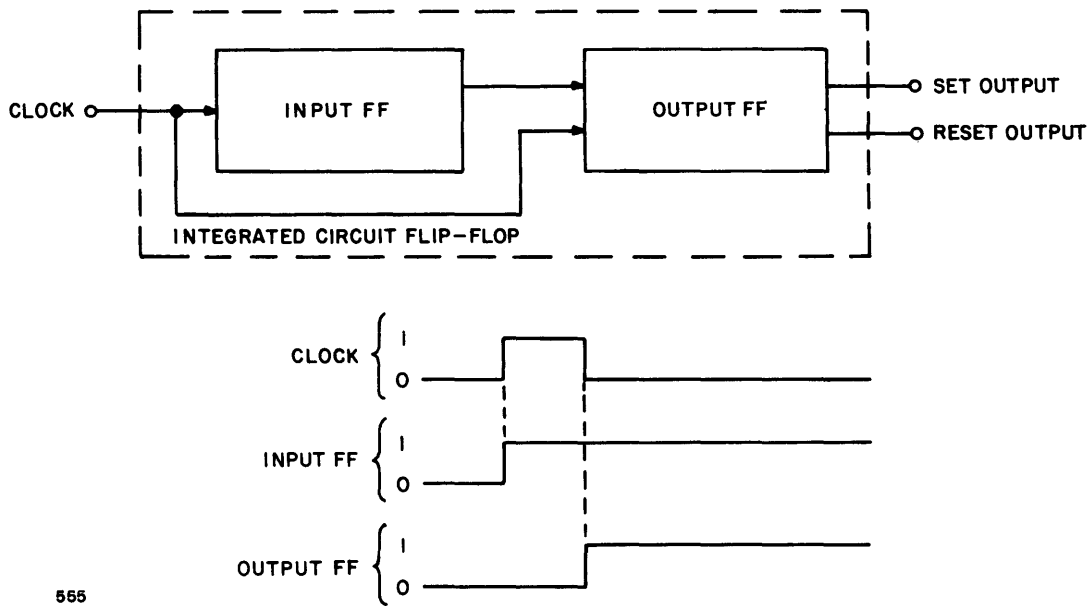 CLOCK
INPUT FF
OUTPUT FF
SET OUTPUT
RESET OUTPUT
INTEGRATED CIRCUIT FLIP-FLOP
CLOCK
1
0
INPUT FF
1
0
OUTPUT FF
1
0
555